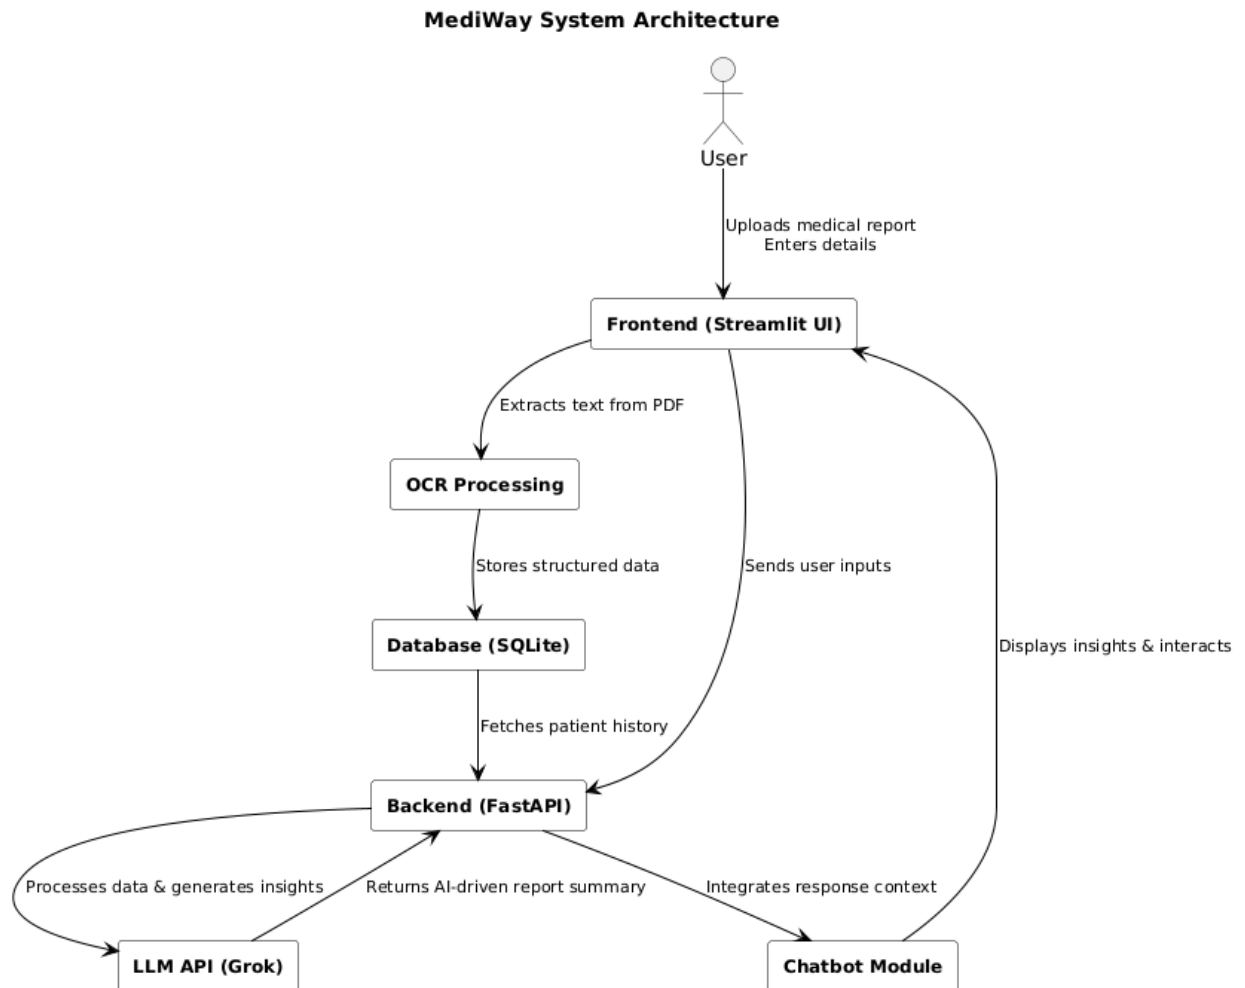 MediWay System Architecture
User
Uploads medical report
Enters details
Frontend (Streamlit UI)
Extracts text from PDF
OCR Processing
Stores structured data
Sends user inputs
Database (SQLite)
Displays insights & interacts
Fetches patient history
Backend (FastAPI)
Processes data & generates insights
Returns AI-driven report summary
Integrates response context
LLM API (Grok)
Chatbot Module